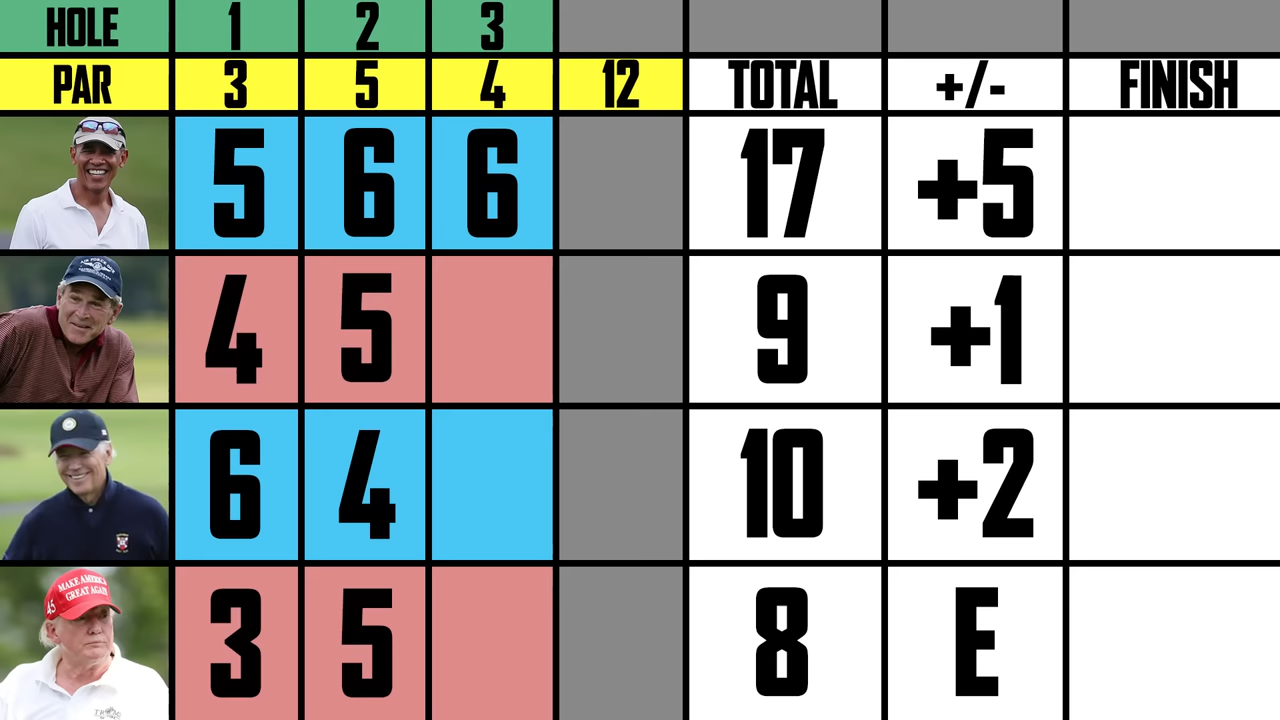 HOLE 1 2 3
PAR 3 5 4 12 TOTAL +/- FINISH
5 6 6 17 +5
4 5 9 +1
6 4 10 +2
MAKE AMERICA
GREAT AGAIN
45
3 5 8 E